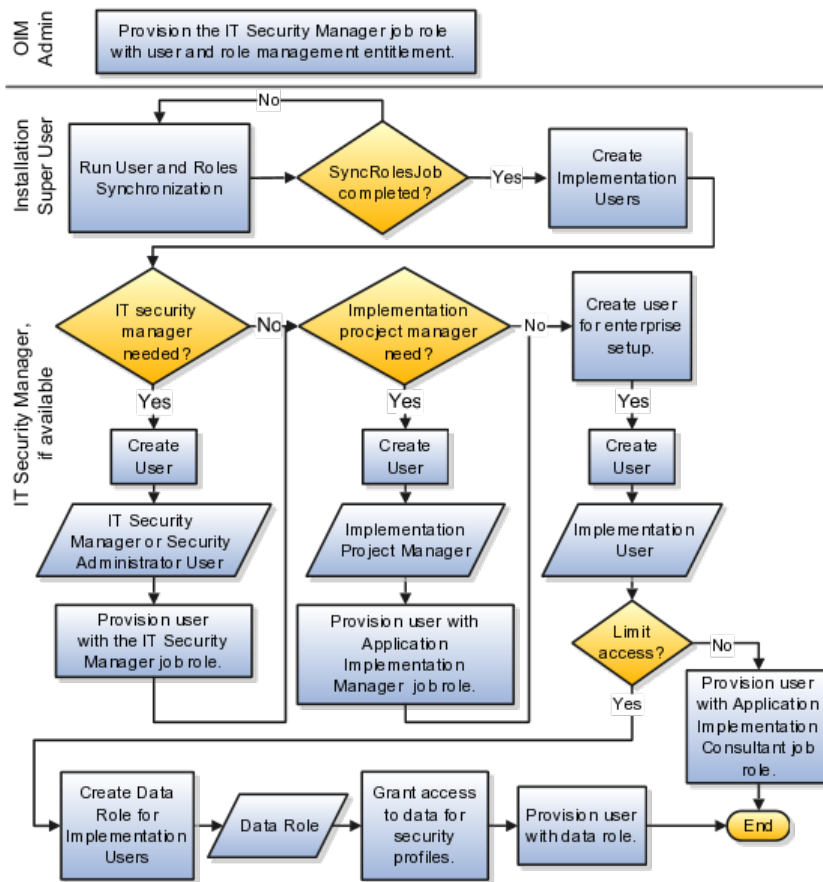 OIM
Admin
Provision the IT Security Manager job role
with user and role management entitlement.
Installation
Super User
No
Run User and Roles
Synchronization
SyncRolesJob
completed?
Yes
Create
Implementation
Users
IT Security Manager,
if available
IT security
manager
needed?
No
Implementation
procject manager
need?
No
Create user
for enterprise
setup.
Yes
Yes
Yes
Create
User
Create
User
Create
User
IT Security
Manager or Security
Administrator User
Implementation
Project Manager
Implementation
User
Provision user
with the IT Security
Manager job role.
Provision user with
Application
Implementation
Manager job role.
Limit
access?
No
Yes
Provision user
with Application
Implementation
Consultant job
role.
Create Data
Role for
Implementation
Users
Data Role
Grant access
to data for
security
profiles.
Provision user
with data role.
End